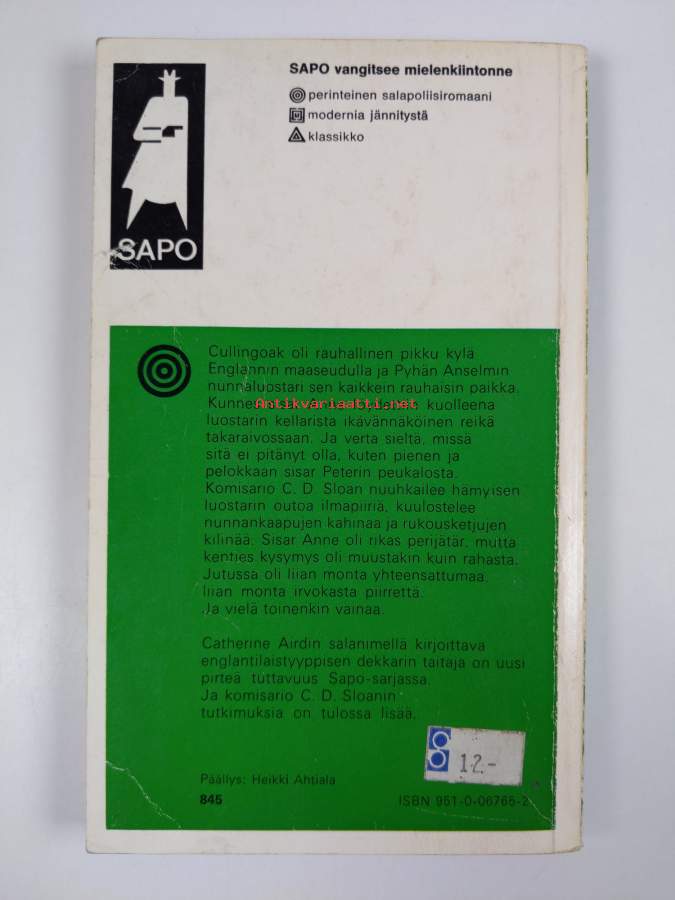 SAPO vangitsee mielenkiintonne
perinteinen salapoliisiromaani
modernia jännitystä
klassikko
SAPO
Cullingoak oli rauhallinen pikku kylä
Englannin maaseudulla ja Pyhän Anselmin
nunnaluostari sen kaikkein rauhaisin paikka.
Kunnes kuolleena
Antikvariaatti.net
luostarin kellarista ikävännäköinen reikä
takaraivossaan. Ja verta sieltä, missä
sitä ei pitänyt olla, kuten pienen ja
pelokkaan sisar Peterin peukalosta.
Komisario C. D. Sloan nuuhkailee hämyisen
luostarin outoa ilmapiiriä, kuulostelee
nunnankaapujen kahinaa ja rukousketjujen
kilinää: Sisar Anne oli rikas perijätär, mutta
kenties kysymys oli muustakin kuin rahasta.
Jutussa oli liian monta yhteensattumaa,
liian monta irvokasta piirrettä.
Ja vielä toinenkin vainaa.
Catherine Airdin salanimellä kirjoittava
englantilaistyyppisen dekkarin taitaja on uusi
pirteä tuttavuus Sapo-sarjassa.
Ja komisario C. D. Sloanin
tutkimuksia on tulossa lisää.
12.-
Päällys: Heikki Ahtiala
845
ISBN 951-0-06765-2